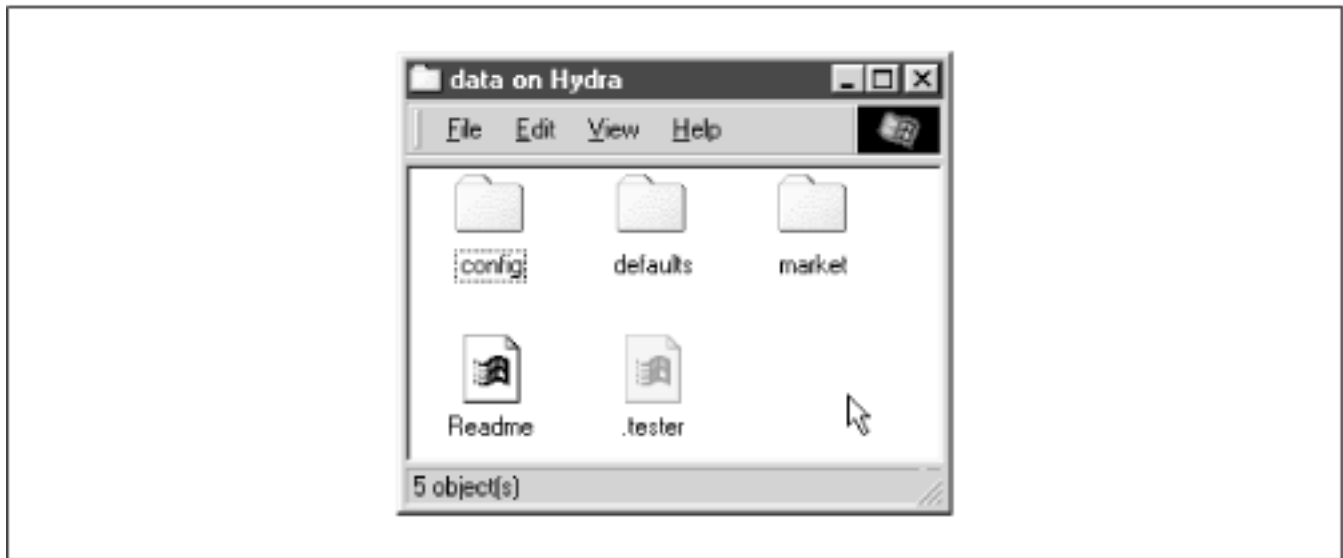 data on Hydra
File Edit View Help
config defaults market
Readme .tester
5 object(s)